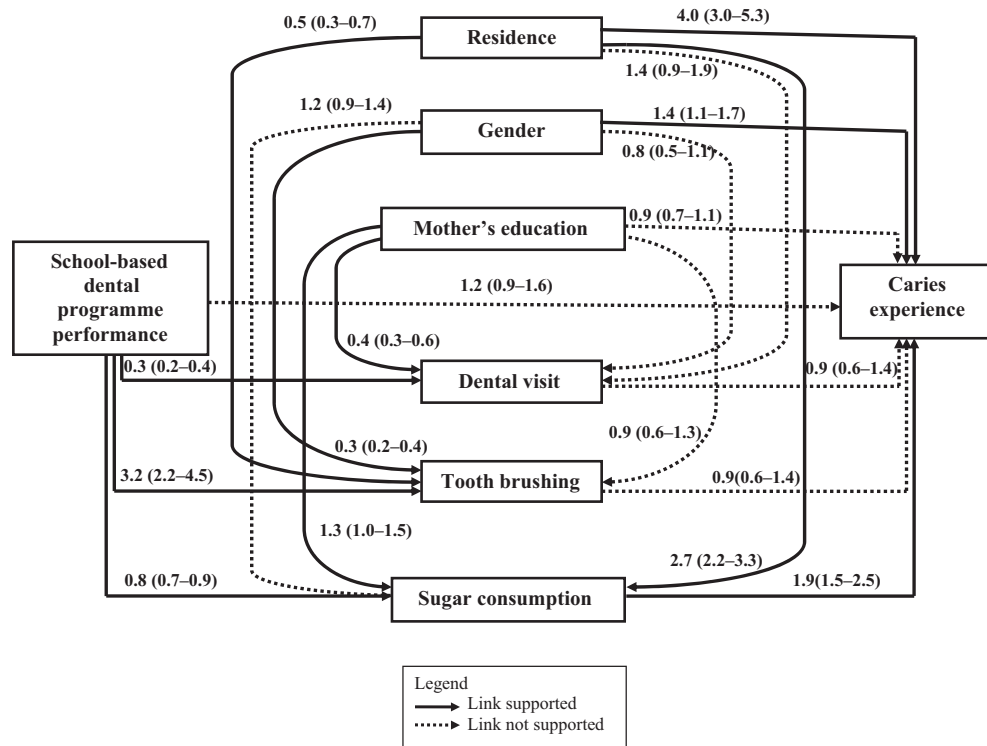 0.5 (0.3–0.7)
Residence
4.0 (3.0–5.3)
1.4 (0.9–1.9)
1.2 (0.9–1.4)
Gender
1.4 (1.1–1.7)
0.8 (0.5–1.1)
Mother’s education
0.9 (0.7–1.1)
School-based
dental
programme
performance
1.2 (0.9–1.6)
Caries
experience
0.4 (0.3–0.6)
0.3 (0.2–0.4)
Dental visit
0.9 (0.6–1.4)
0.3 (0.2–0.4)
0.9 (0.6–1.3)
3.2 (2.2–4.5)
Tooth brushing
0.9(0.6–1.4)
1.3 (1.0–1.5)
2.7 (2.2–3.3)
0.8 (0.7–0.9)
Sugar consumption
1.9(1.5–2.5)
Legend
Link supported
Link not supported